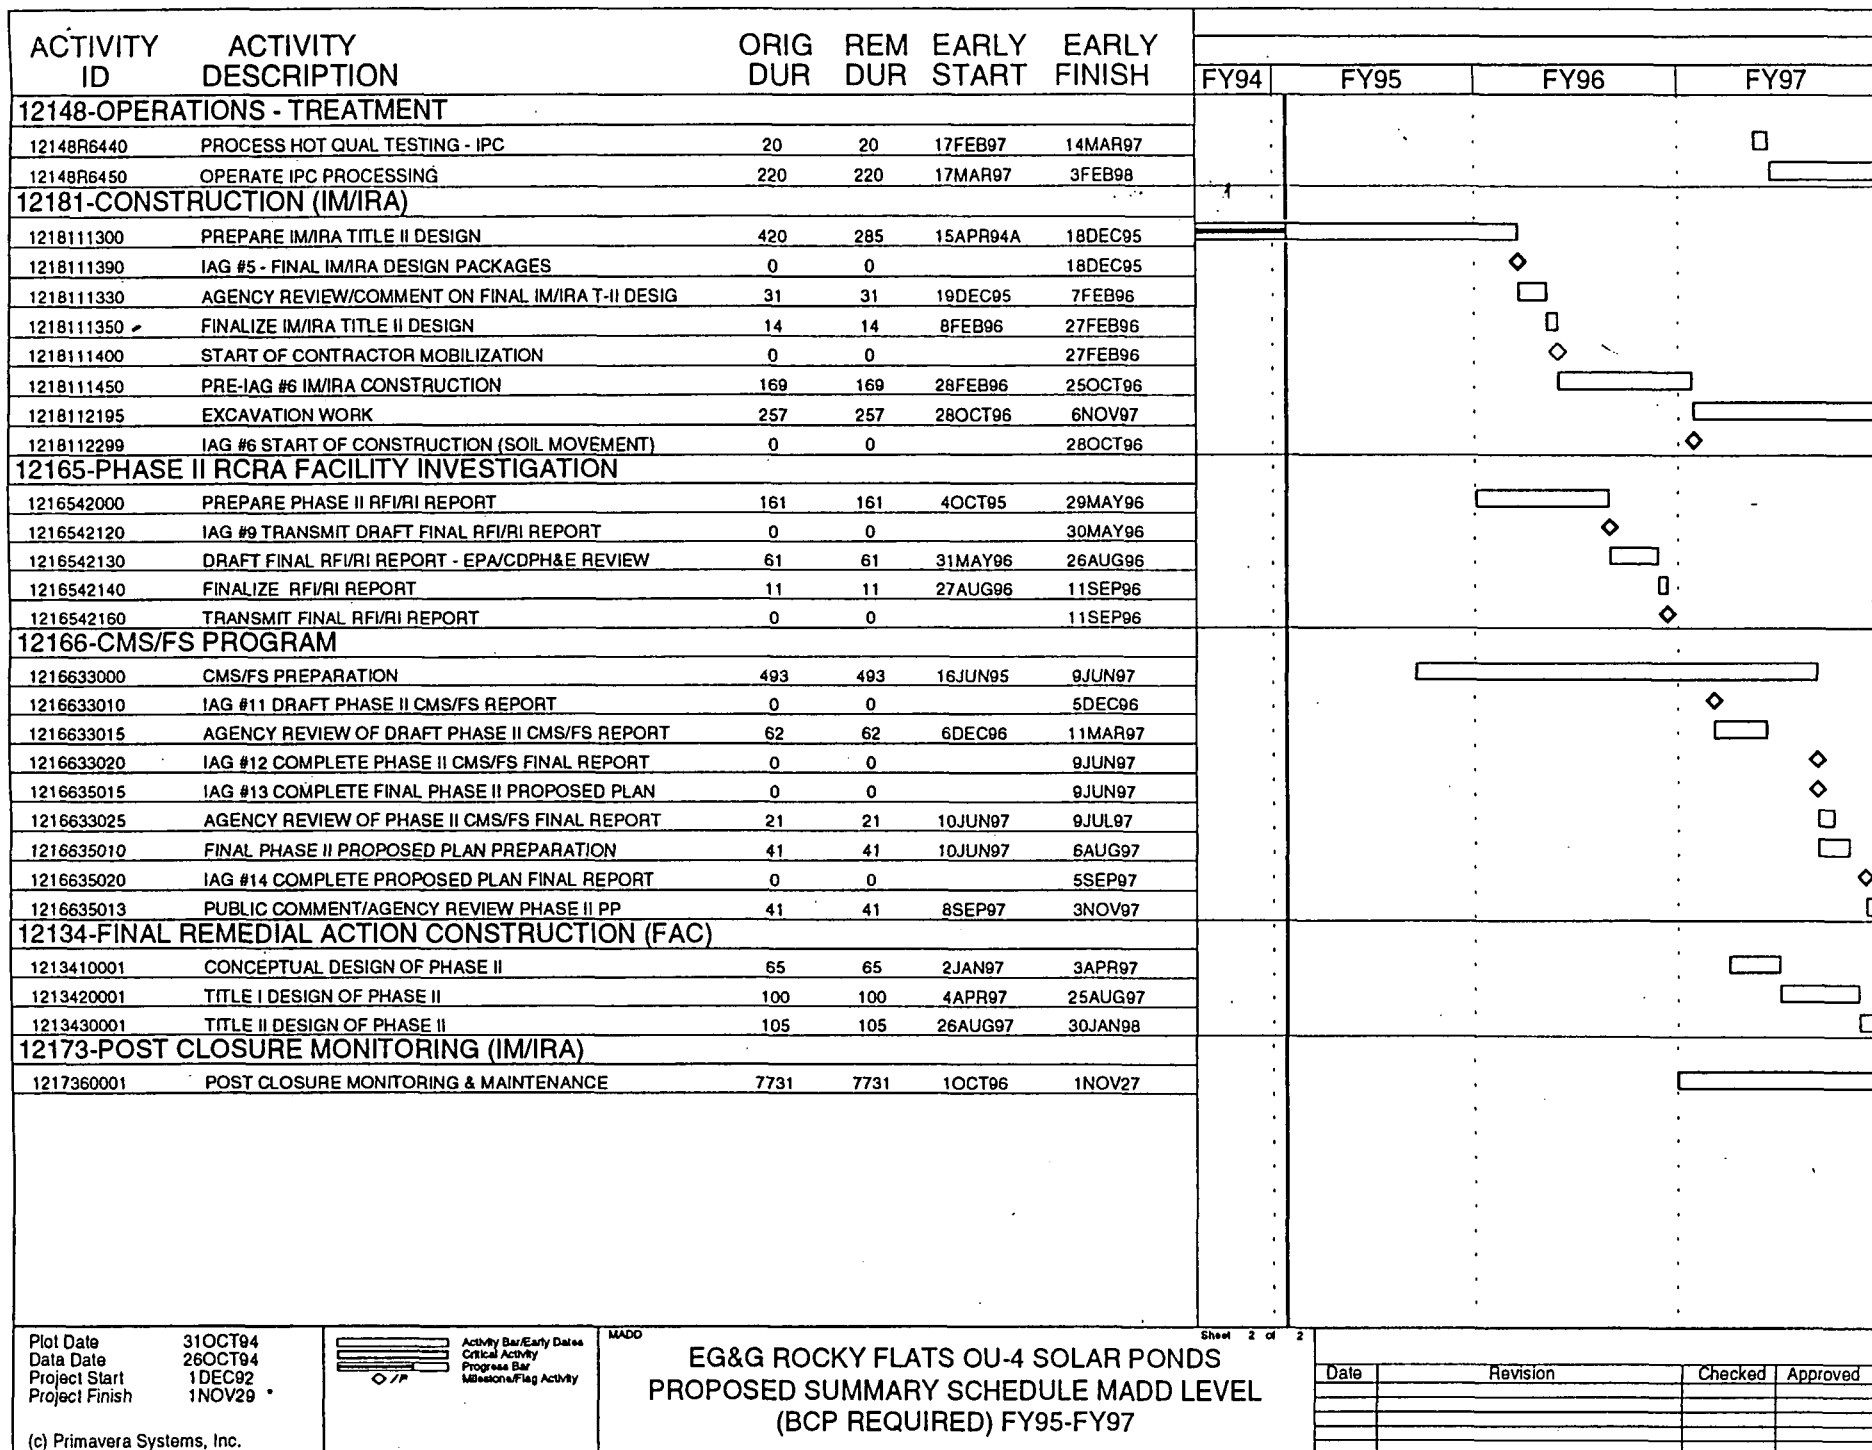 ACTIVITY ACTIVITY ORIG REM EARLY EARLY
ID DESCRIPTION DUR DUR START FINISH FY94 FY95 FY96 FY97
12148-OPERATIONS - TREATMENT
12148R6440 PROCESS HOT QUAL TESTING - IPC 20 20 17FEB97 14MAR97
12148R6450 OPERATE IPC PROCESSING 220 220 17MAR97 3FEB98
12181-CONSTRUCTION (IM/IRA)
1218111300 PREPARE IM/IRA TITLE II DESIGN 420 285 15APR94A 18DEC95
1218111390 IAG #5 - FINAL IM/IRA DESIGN PACKAGES 0 0 18DEC95
1218111330 AGENCY REVIEW/COMMENT ON FINAL IM/IRA T-II DESIG 31 31 19DEC95 7FEB96
1218111350 FINALIZE IM/IRA TITLE II DESIGN 14 14 8FEB96 27FEB96
1218111400 START OF CONTRACTOR MOBILIZATION 0 0 27FEB96
1218111450 PRE-IAG #6 IM/IRA CONSTRUCTION 169 169 28FEB96 25OCT96
1218112195 EXCAVATION WORK 257 257 28OCT96 6NOV97
1218112299 IAG #6 START OF CONSTRUCTION (SOIL MOVEMENT) 0 0 28OCT96
12165-PHASE II RCRA FACILITY INVESTIGATION
1216542000 PREPARE PHASE II RFI/RI REPORT 161 161 4OCT95 29MAY96
1216542120 IAG #9 TRANSMIT DRAFT FINAL RFI/RI REPORT 0 0 30MAY96
1216542130 DRAFT FINAL RFI/RI REPORT - EPA/CDPH&E REVIEW 61 61 31MAY96 26AUG96
1216542140 FINALIZE RFI/RI REPORT 11 11 27AUG96 11SEP96
1216542160 TRANSMIT FINAL RFI/RI REPORT 0 0 11SEP96
12166-CMS/FS PROGRAM
1216633000 CMS/FS PREPARATION 493 493 16JUN95 9JUN97
1216633010 IAG #11 DRAFT PHASE II CMS/FS REPORT 0 0 5DEC96
1216633015 AGENCY REVIEW OF DRAFT PHASE II CMS/FS REPORT 62 62 6DEC96 11MAR97
1216633020 IAG #12 COMPLETE PHASE II CMS/FS FINAL REPORT 0 0 9JUN97
1216635015 IAG #13 COMPLETE FINAL PHASE II PROPOSED PLAN 0 0 9JUN97
1216633025 AGENCY REVIEW OF PHASE II CMS/FS FINAL REPORT 21 21 10JUN97 9JUL97
1216635010 FINAL PHASE II PROPOSED PLAN PREPARATION 41 41 10JUN97 6AUG97
1216635020 IAG #14 COMPLETE PROPOSED PLAN FINAL REPORT 0 0 5SEP97
1216635013 PUBLIC COMMENT/AGENCY REVIEW PHASE II PP 41 41 8SEP97 3NOV97
12134-FINAL REMEDIAL ACTION CONSTRUCTION (FAC)
1213410001 CONCEPTUAL DESIGN OF PHASE II 65 65 2JAN97 3APR97
1213420001 TITLE I DESIGN OF PHASE II 100 100 4APR97 25AUG97
1213430001 TITLE II DESIGN OF PHASE II 105 105 26AUG97 30JAN98
12173-POST CLOSURE MONITORING (IM/IRA)
1217360001 POST CLOSURE MONITORING & MAINTENANCE 7731 7731 1OCT96 1NOV27
Plot Date 31OCT94
Data Date 26OCT94
Project Start 1DEC92
Project Finish 1NOV29
(c) Primavera Systems, Inc.
Activity Bar/Early Dates
Critical Activity
Progress Bar
Milestone/Flag Activity
MADD
EG&G ROCKY FLATS OU-4 SOLAR PONDS
PROPOSED SUMMARY SCHEDULE MADD LEVEL
(BCP REQUIRED) FY95-FY97
Sheet 2 of 2
Date Revision Checked Approved